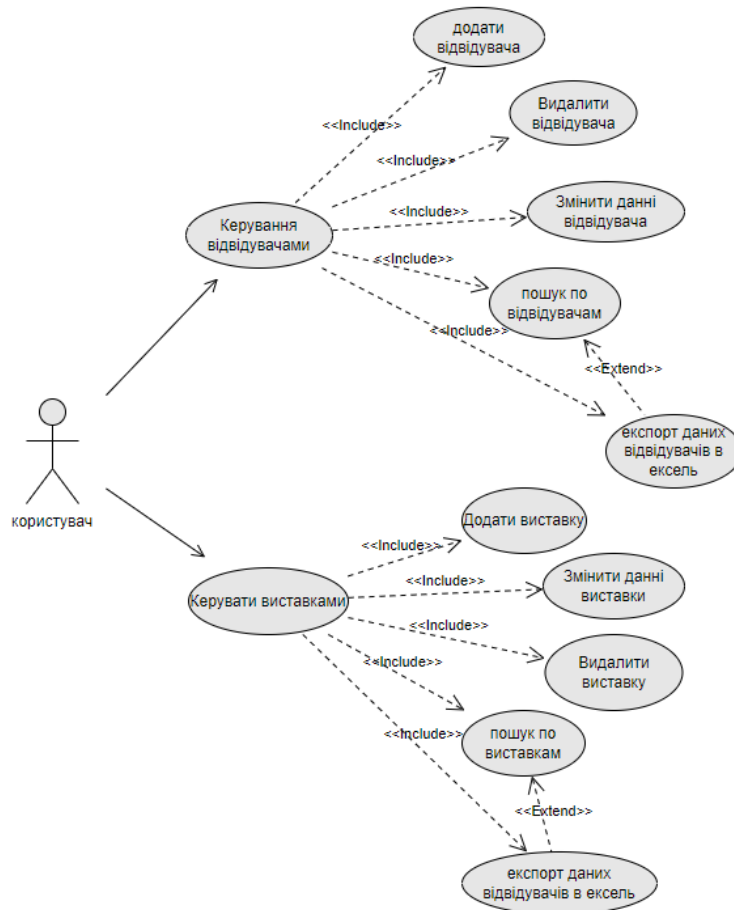 додати
відвідувача
<<Include>>
Видалити
відвідувача
<<Include>>
Змінити данні
відвідувача
<<Include>>
Керування
відвідувачами
<<Include>>
пошук по
відвідувачам
<<Include>>
<<Extend>>
експорт даних
відвідувачів в
ексель
користувач
Додати виставку
<<Include>>
Змінити данні
виставки
<<Include>>
Керувати виставками
<<Include>>
Видалити
виставку
<<Include>>
пошук по
виставкам
<<Include>>
<<Extend>>
експорт даних
відвідувачів в ексель